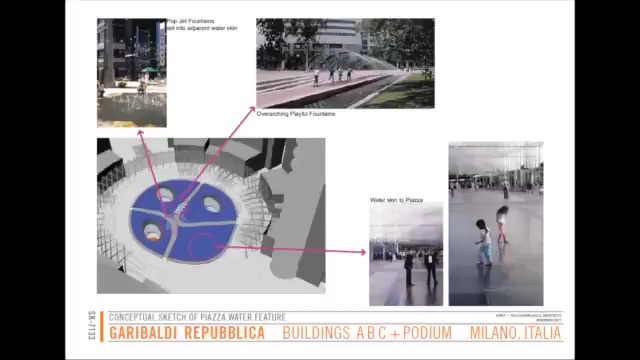 Pop Jet Fountains
set into adjacent water skin
Overarching Playful Fountains
Water skin to Piazza
SK-7133
CONCEPTUAL SKETCH OF PIAZZA WATER FEATURE
GARIBALDI REPUBBLICA BUILDINGS A B C + PODIUM MILANO, ITALIA